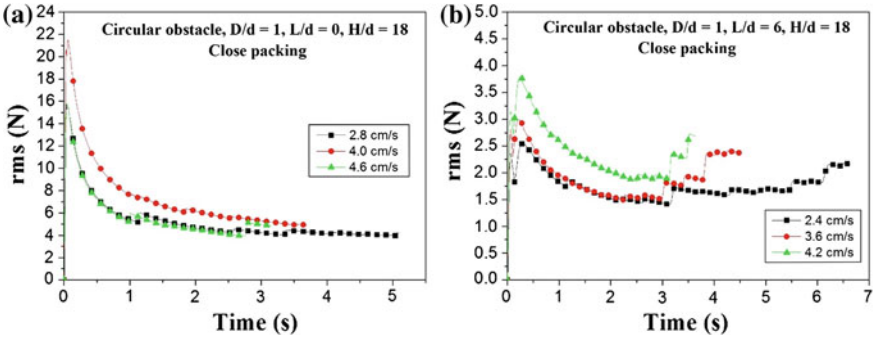 (a)
Circular obstacle, D/d = 1, L/d = 0, H/d = 18
Close packing
rms (N)
24
22
20
18
16
14
12
10
8
6
4
2
0
2.8 cm/s
4.0 cm/s
4.6 cm/s
0 1 2 3 4 5
Time (s)
(b)
Circular obstacle, D/d = 1, L/d = 6, H/d = 18
Close packing
rms (N)
5.0
4.5
4.0
3.5
3.0
2.5
2.0
1.5
1.0
0.5
0.0
2.4 cm/s
3.6 cm/s
4.2 cm/s
0 1 2 3 4 5 6 7
Time (s)